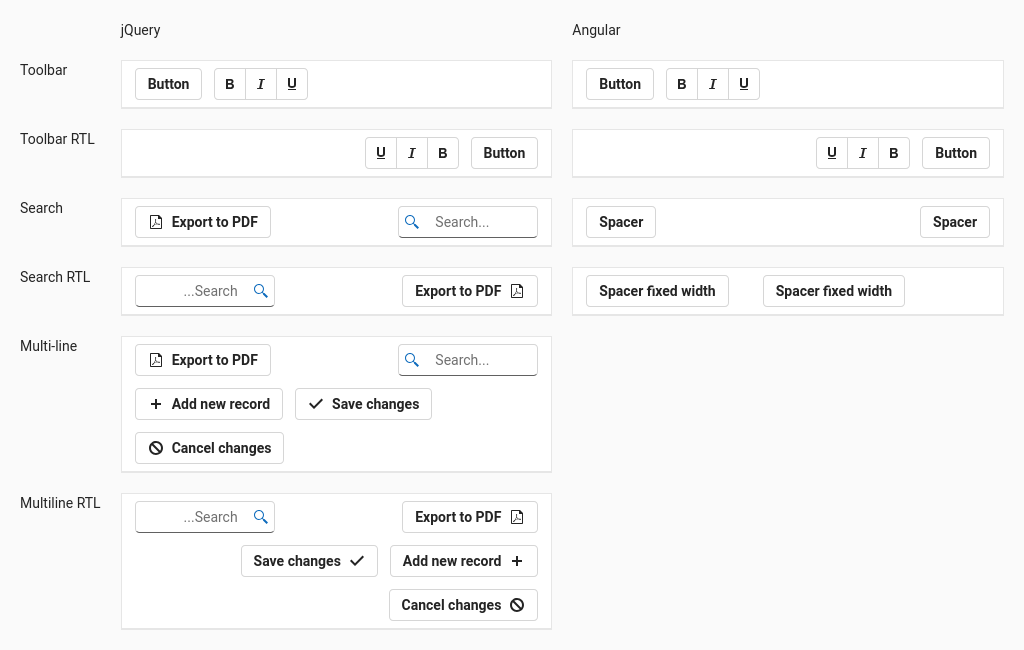 jQuery Angular
Toolbar Button B I U Button B I U
Toolbar RTL U I B Button U I B Button
Search Export to PDF Search... Spacer Spacer
Search RTL ...Search Export to PDF Spacer fixed width Spacer fixed width
Multi-line Export to PDF Search...
Add new record Save changes
Cancel changes
Multiline RTL ...Search Export to PDF
Save changes Add new record
Cancel changes